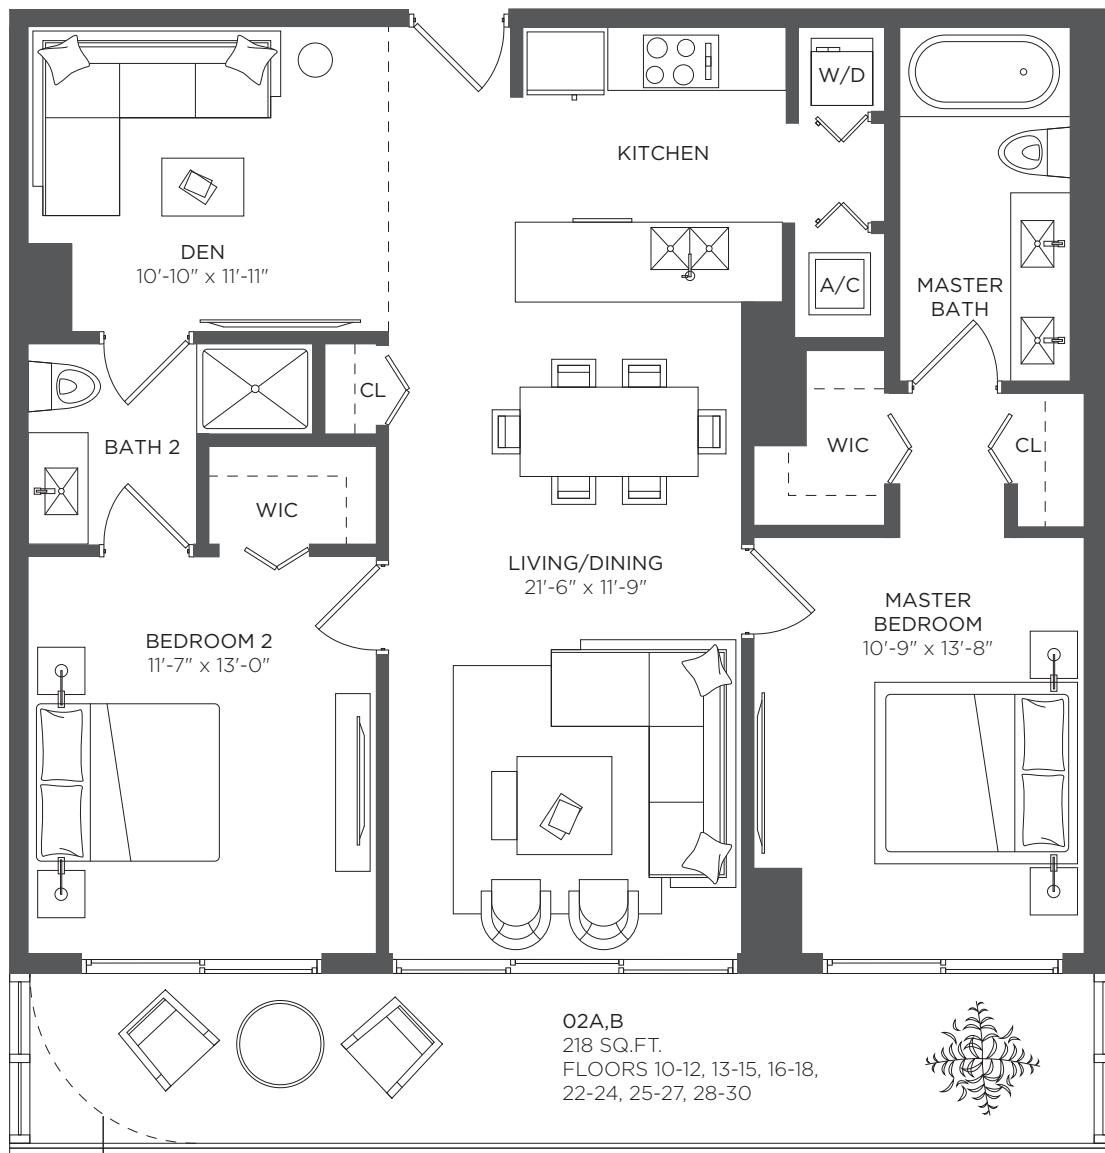 W/D
KITCHEN
DEN
10'-10" x 11'-11"
A/C
MASTER
BATH
CL
BATH 2
WIC
CL
WIC
LIVING/DINING
21'-6" x 11'-9"
MASTER
BEDROOM
10'-9" x 13'-8"
BEDROOM 2
11'-7" x 13'-0"
02A,B
218 SQ.FT.
FLOORS 10-12, 13-15, 16-18,
22-24, 25-27, 28-30